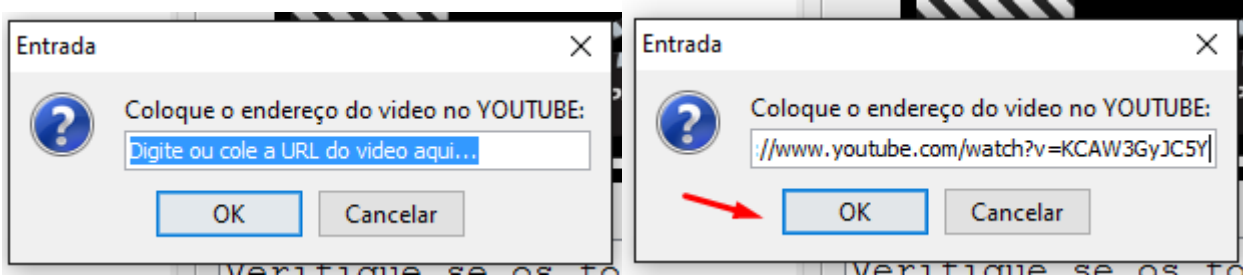 Entrada
Coloque o endereço do video no YOUTUBE:
Digite ou cole a URL do video aqui...
OK Cancelar
Verifique se os to
Entrada
Coloque o endereço do video no YOUTUBE:
://www.youtube.com/watch?v=KCAW3GyJC5Y
OK Cancelar
Verifique se os to